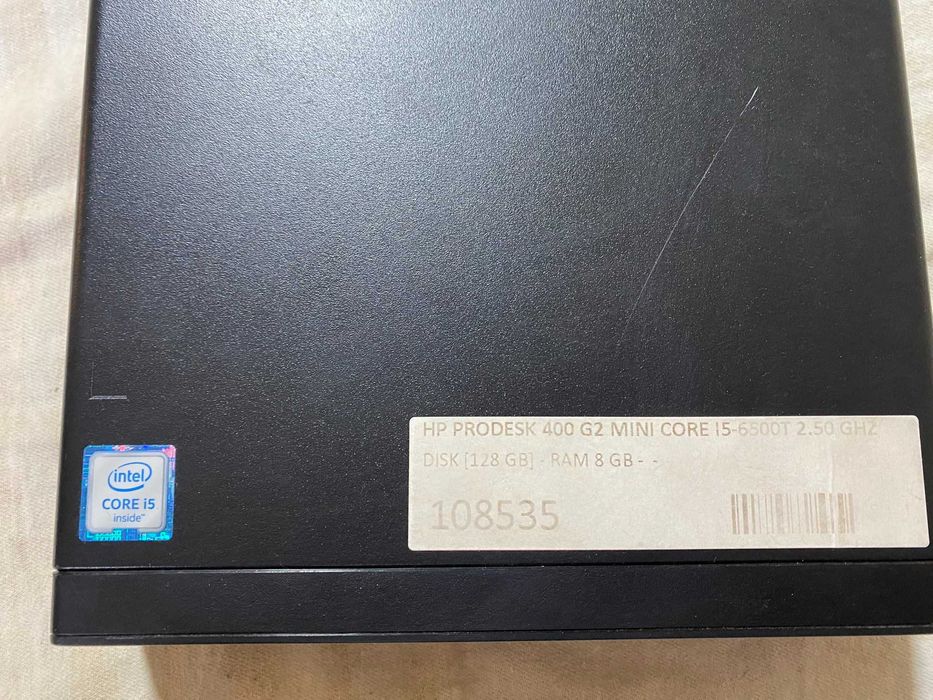 HP PRODESK 400 G2 MINI CORE I5-6500T 2.50 GHZ
DISK [128 GB] - RAM 8 GB - -
108535
intel
CORE i5
inside™